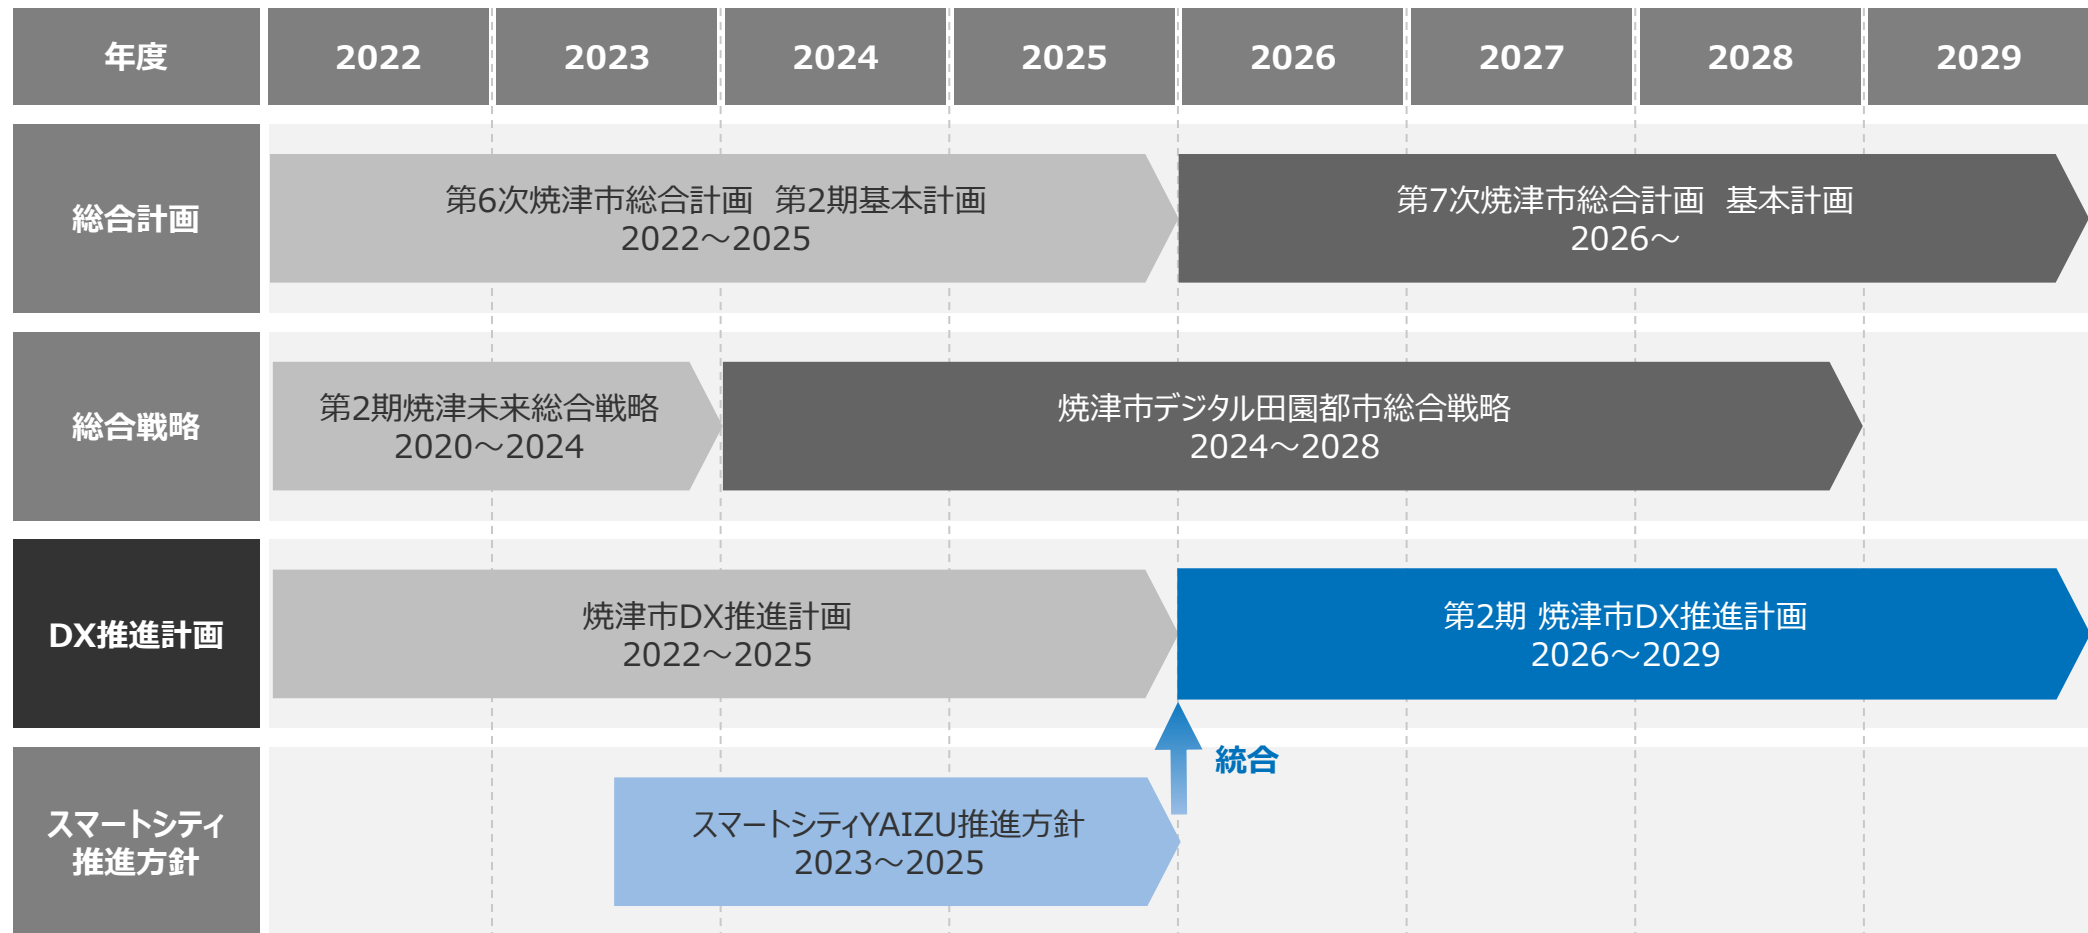 年度
2022
2023
2024
2025
2026
2027
2028
2029
総合計画
第6次焼津市総合計画　第2期基本計画
2022～2025
第7次焼津市総合計画　基本計画
2026～
総合戦略
第2期焼津未来総合戦略
2020～2024
焼津市デジタル田園都市総合戦略
2024～2028
DX推進計画
焼津市DX推進計画
2022～2025
第2期 焼津市DX推進計画
2026～2029
統合
スマートシティ
推進方針
スマートシティYAIZU推進方針
2023～2025